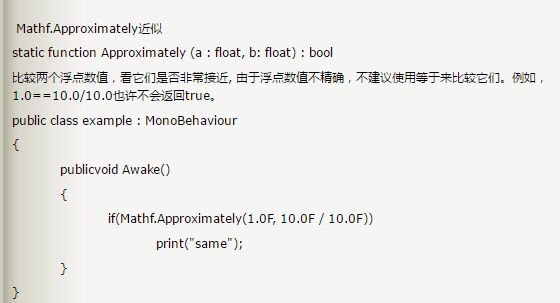 Mathf.Approximately近似
static function Approximately (a : float, b: float) : bool
比较两个浮点数值，看它们是否非常接近, 由于浮点数值不精确，不建议使用等于来比较它们。例如，
1.0==10.0/10.0也许不会返回true。
public class example : MonoBehaviour
{
publicvoid Awake()
{
if(Mathf.Approximately(1.0F, 10.0F / 10.0F))
print("same");
}
}